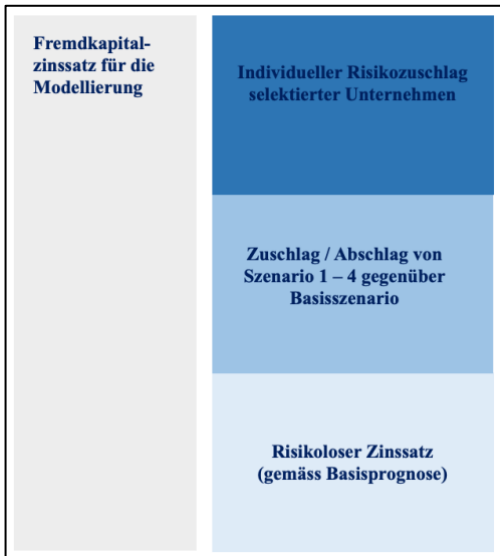 Fremdkapital-
zinssatz für die
Modellierung
Individueller Risikozuschlag
selektierter Unternehmen
Zuschlag / Abschlag von
Szenario 1 – 4 gegenüber
Basisszenario
Risikoloser Zinssatz
(gemäss Basisprognose)